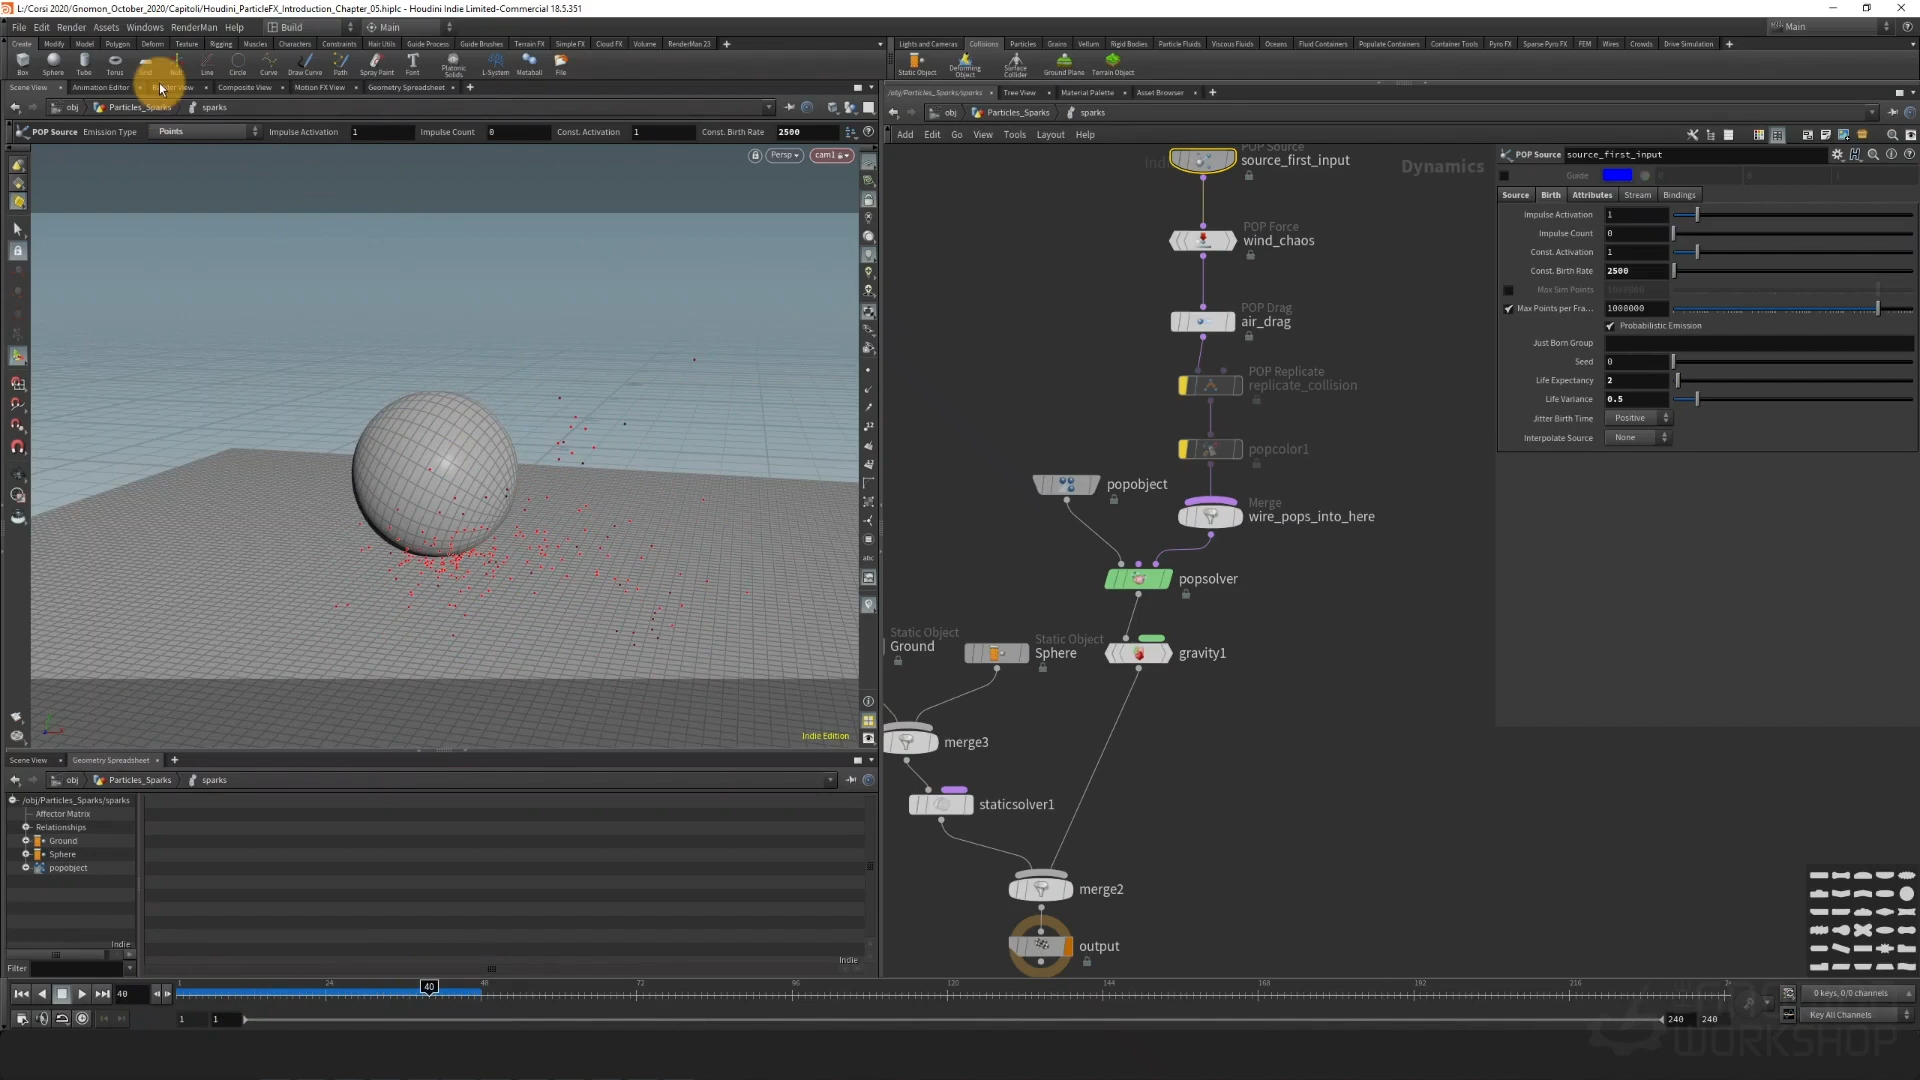 L:/Corsi 2020/Gnomon_October_2020/Capitoli/Houdini_ParticleFX_Introduction_Chapter_05.hiplc - Houdini Indie Limited-Commercial 18.5.351
File Edit Render Assets Windows RenderMan Help Build Main Main
Create Modify Model Polygon Deform Texture Rigging Muscles Characters Constraints Hair Utils Guide Process Guide Brushes Terrain FX Simple FX Cloud FX Volume RenderMan 23
Lights and Cameras Collisions Particles Grains Vellum Rigid Bodies Particle Fluids Viscous Fluids Oceans Fluid Containers Populate Containers Container Tools Pyro FX Sparse Pyro FX FEM Wires Crowds Drive Simulation
Box Sphere Tube Torus Grid Null Line Circle Curve Draw Curve Path Spray Paint Font Platonic Solids L-System Metaball File
Static Object Deforming Object Surface Collider Ground Plane Terrain Object
Scene View Animation Editor Render View Composite View Motion FX View Geometry Spreadsheet
/obj/Particles_Sparks/sparks Tree View Material Palette Asset Browser
obj Particles_Sparks sparks
obj Particles_Sparks sparks
POP Source Emission Type Points Impulse Activation 1 Impulse Count 0 Const. Activation 1 Const. Birth Rate 2500
Add Edit Go View Tools Layout Help
Persp cam1
Indie Edition
Dynamics
POP Source
source_first_input
POP Force
wind_chaos
POP Drag
air_drag
POP Replicate
replicate_collision
popcolor1
popobject
Merge
wire_pops_into_here
popsolver
Static Object
Ground
Static Object
Sphere
gravity1
merge3
staticsolver1
merge2
output
POP Source source_first_input
Guide
Source Birth Attributes Stream Bindings
Impulse Activation 1
Impulse Count 0
Const. Activation 1
Const. Birth Rate 2500
Max Sim Points 1000000
Max Points per Fra... 1000000
Probabilistic Emission
Just Born Group
Seed 0
Life Expectancy 2
Life Variance 0.5
Jitter Birth Time Positive
Interpolate Source None
Scene View Geometry Spreadsheet
obj Particles_Sparks sparks
/obj/Particles_Sparks/sparks
Affector Matrix
Relationships
Ground
Sphere
popobject
Indie
Indie
Filter
40
1 24 40 48 72 96 120 144 168 192 216
0 keys, 0/0 channels
1 1 240 240
Key All Channels
WORKSHOP